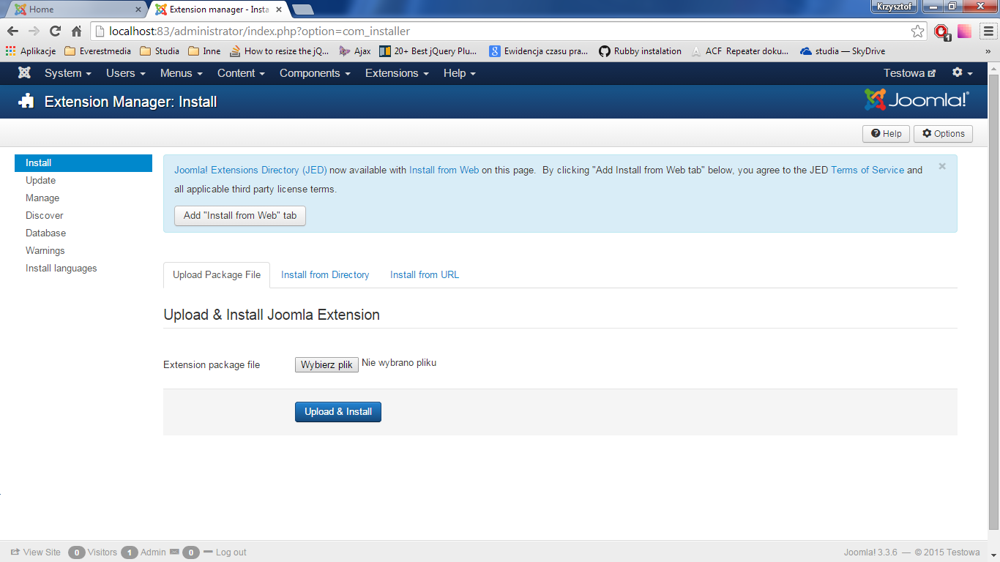 Home
Extension manager - Insta
Krzysztof
localhost:83/administrator/index.php?option=com_installer
1
Aplikacje Everestmedia Studia Inne How to resize the jQ... Ajax 20+ Best jQuery Plu... Ewidencja czasu pra... Rubby instalation ACF Repeater doku... studia — SkyDrive »
System Users Menus Content Components Extensions Help Testowa
Extension Manager: Install Joomla!®
Help Options
Install
Update
Manage
Discover
Database
Warnings
Install languages
Joomla! Extensions Directory (JED) now available with Install from Web on this page. By clicking "Add Install from Web tab" below, you agree to the JED Terms of Service and
all applicable third party license terms.
Add "Install from Web" tab
Upload Package File Install from Directory Install from URL
Upload & Install Joomla Extension
Extension package file Wybierz plik Nie wybrano pliku
Upload & Install
View Site 0 Visitors 1 Admin 0 Log out Joomla! 3.3.6 — © 2015 Testowa